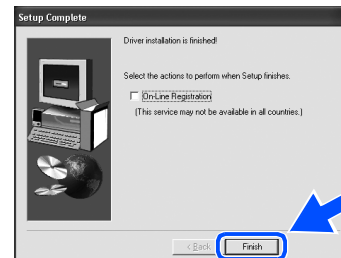 Setup Complete
Driver installation is finished!
Select the actions to perform when Setup finishes.
On-Line Registration
(This service may not be available in all countries.)
< Back
Finish